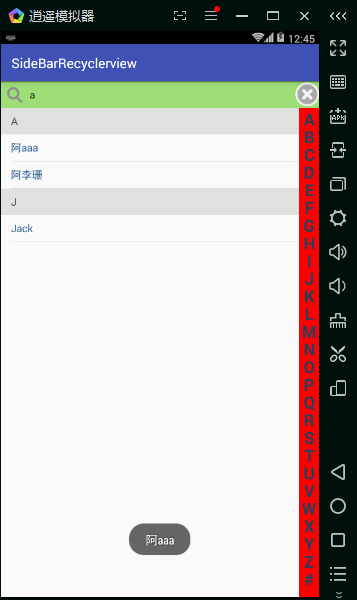 逍遥模拟器
12:45
SideBarRecyclerview
a
A
阿aaa
阿李珊
J
Jack
A
B
C
D
E
F
G
H
I
J
K
L
M
N
O
P
Q
R
S
T
U
V
W
X
Y
Z
#
阿aaa
APK